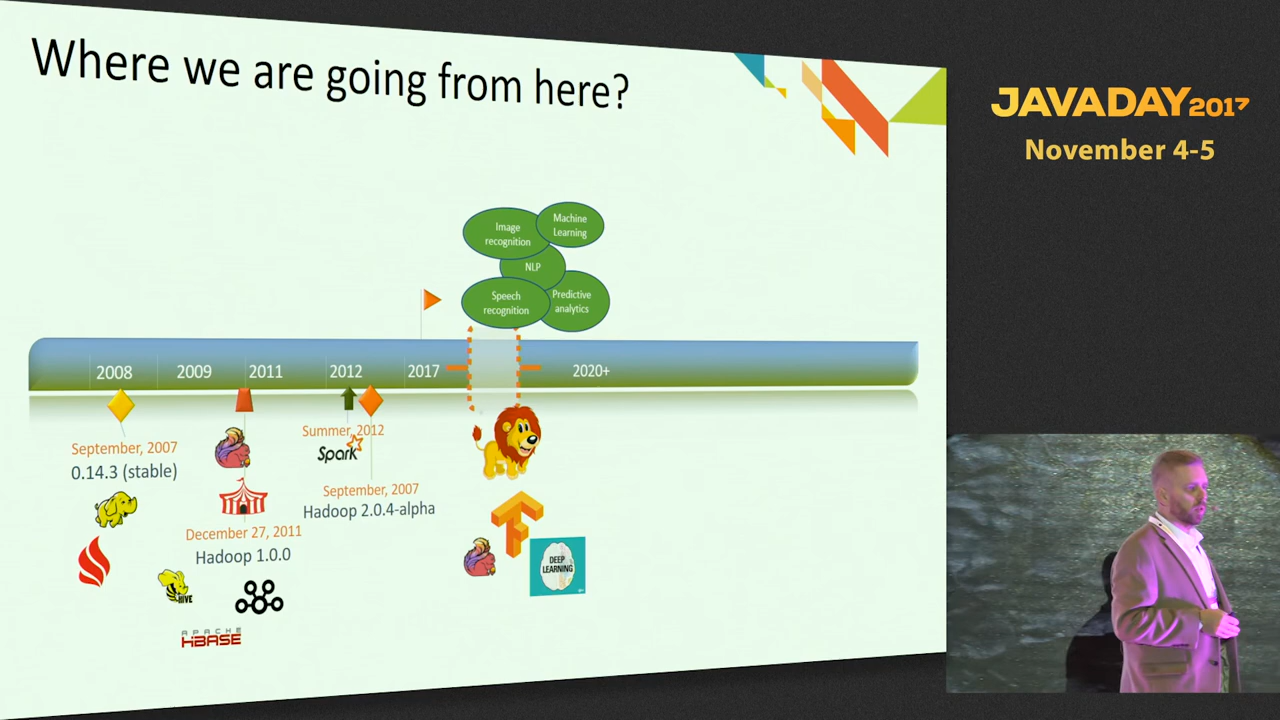 Where we are going from here?
JAVADAY2017
November 4-5
Image
recognition
Machine
Learning
NLP
Speech
recognition
Predictive
analytics
2008
2009
2011
2012
2017
2020+
September, 2007
0.14.3 (stable)
Summer, 2012
Spark
September, 2007
Hadoop 2.0.4-alpha
December 27, 2011
Hadoop 1.0.0
HIVE
APACHE
HBASE
DEEP
LEARNING